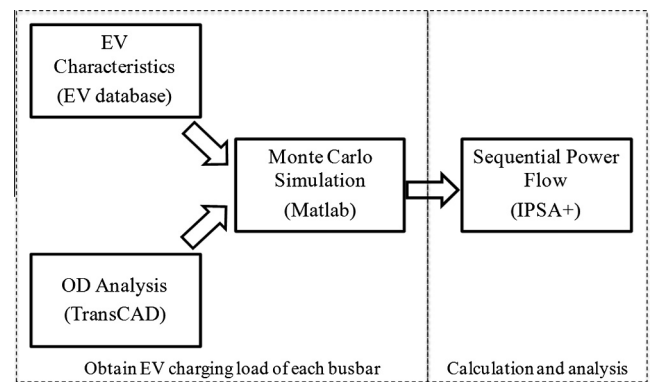 EV
Characteristics
(EV database)
Monte Carlo
Simulation
(Matlab)
Sequential Power
Flow
(IPSA+)
OD Analysis
(TransCAD)
Obtain EV charging load of each busbar
Calculation and analysis